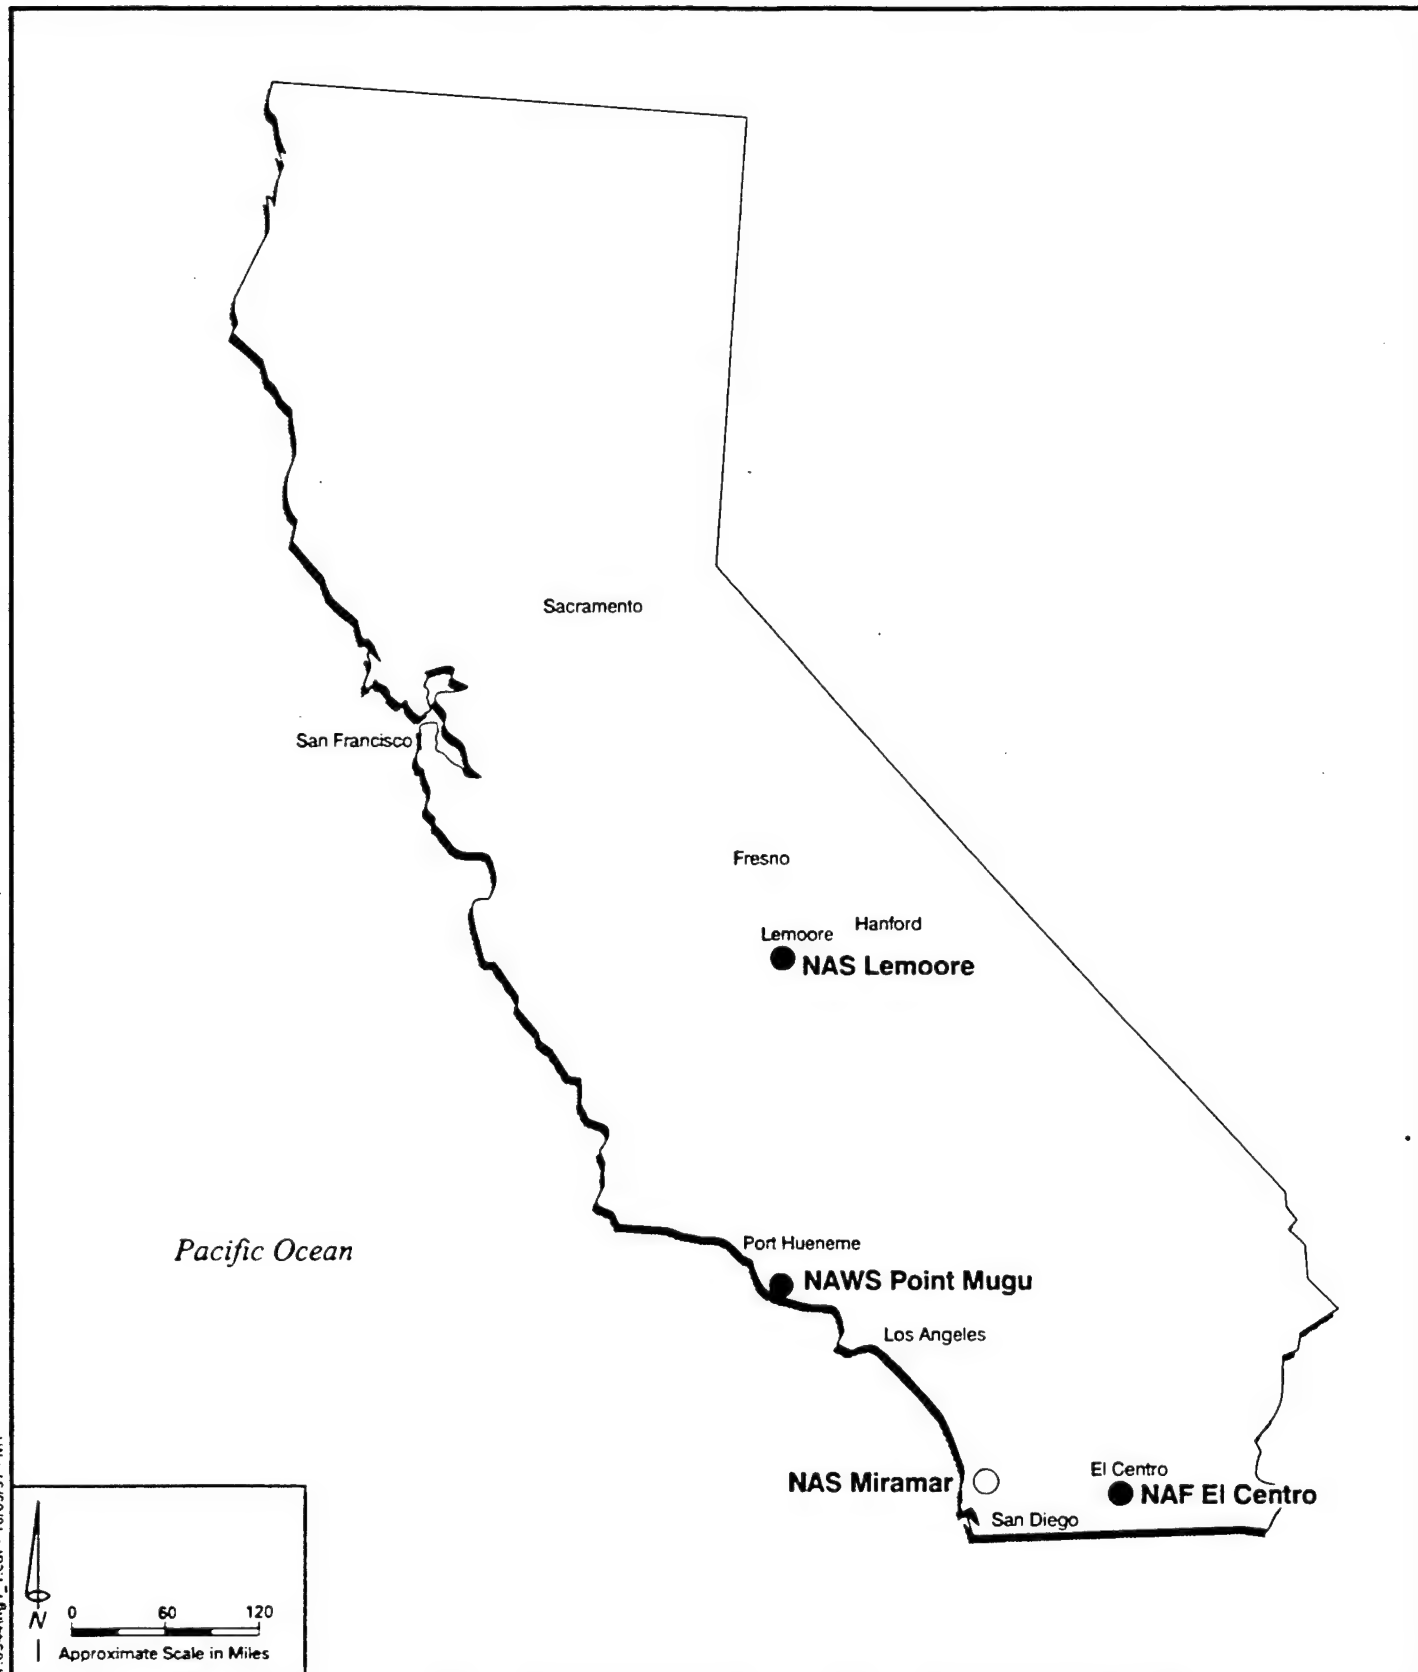 Sacramento
San Francisco
Fresno
Hanford
Lemoore
NAS Lemoore
Pacific Ocean
Port Hueneme
NAWS Point Mugu
Los Angeles
NAS Miramar
El Centro
NAF El Centro
San Diego
N
0 60 120
Approximate Scale in Miles